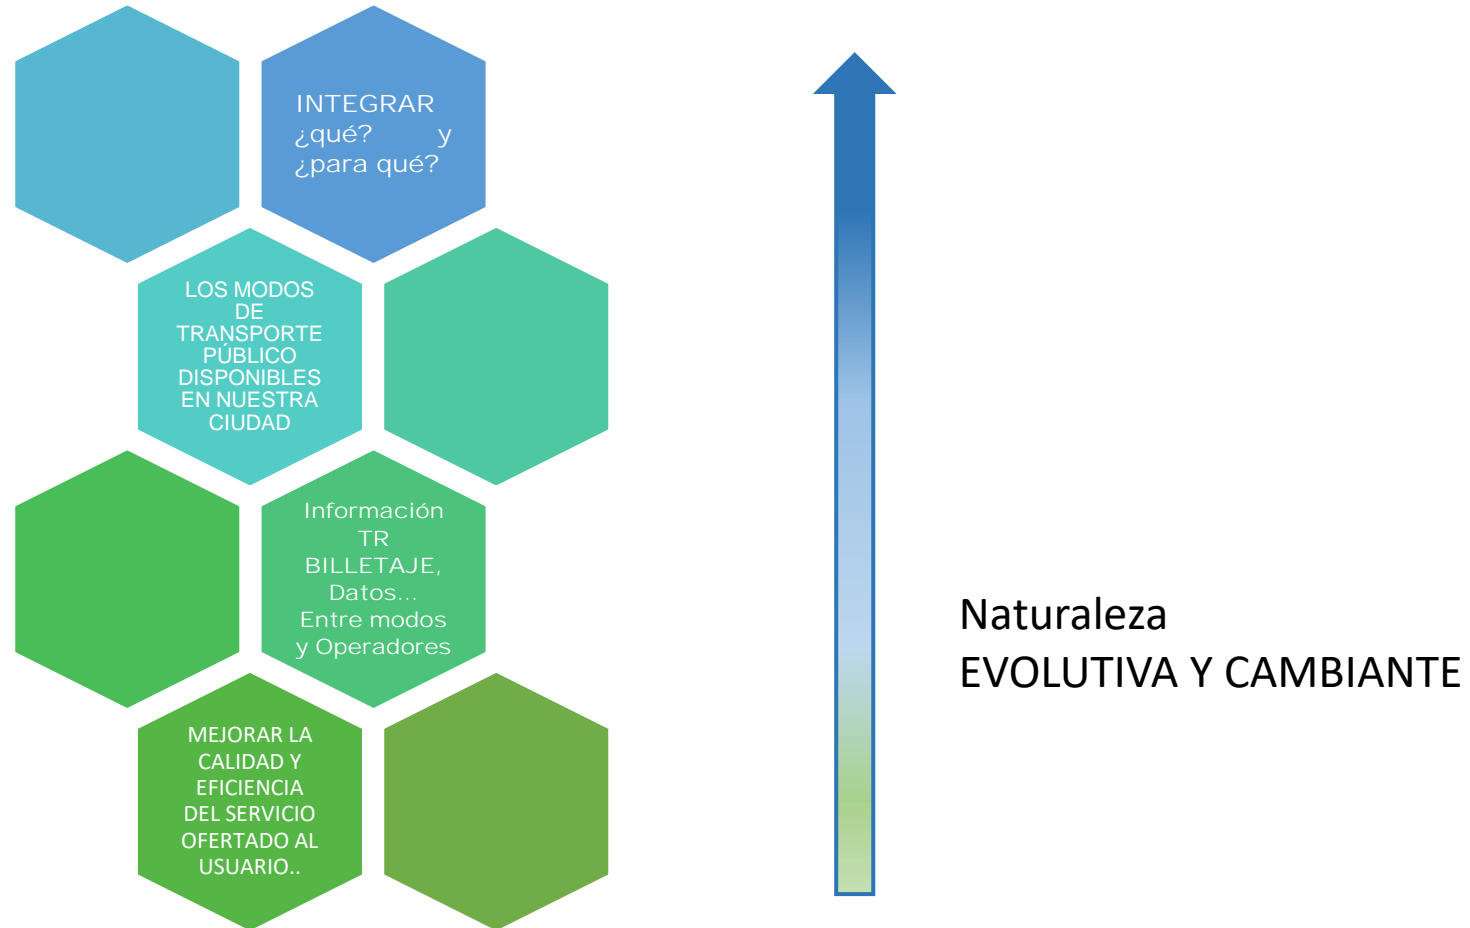 INTEGRAR
¿qué? y
¿para qué?
LOS MODOS
DE
TRANSPORTE
PÚBLICO
DISPONIBLES
EN NUESTRA
CIUDAD
Información
TR
BILLETAJE,
Datos...
Entre modos
y Operadores
MEJORAR LA
CALIDAD Y
EFICIENCIA
DEL SERVICIO
OFERTADO AL
USUARIO..
Naturaleza
EVOLUTIVA Y CAMBIANTE